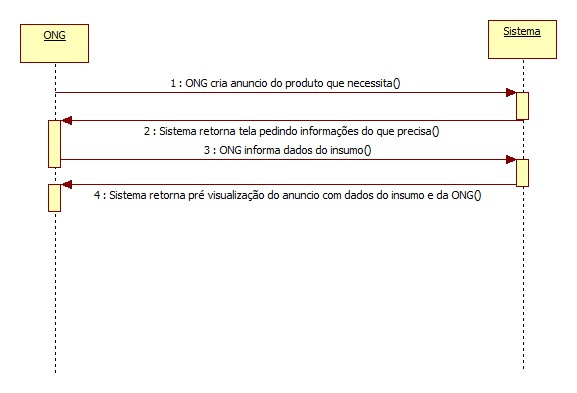 ONG
Sistema
1 : ONG cria anuncio do produto que necessita()
2 : Sistema retorna tela pedindo informações do que precisa()
3 : ONG informa dados do insumo()
4 : Sistema retorna pré visualização do anuncio com dados do insumo e da ONG()